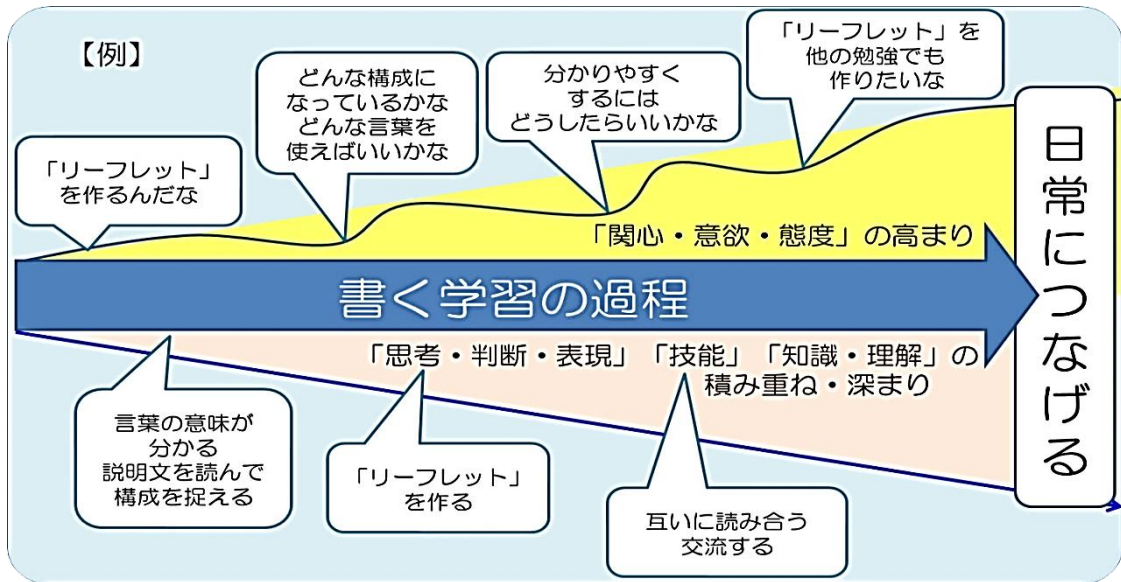 【例】
「リーフレット」
を作るんだな
どんな構成に
なっているかな
どんな言葉を
使えばいいかな
分かりやすく
するには
どうしたらいいかな
「リーフレット」を
他の勉強でも
作りたいな
「関心・意欲・態度」の高まり
書く学習の過程
「思考・判断・表現」「技能」「知識・理解」の
積み重ね・深まり
言葉の意味が
分かる
説明文を読んで
構成を捉える
「リーフレット」
を作る
互いに読み合う
交流する
日常につなげる